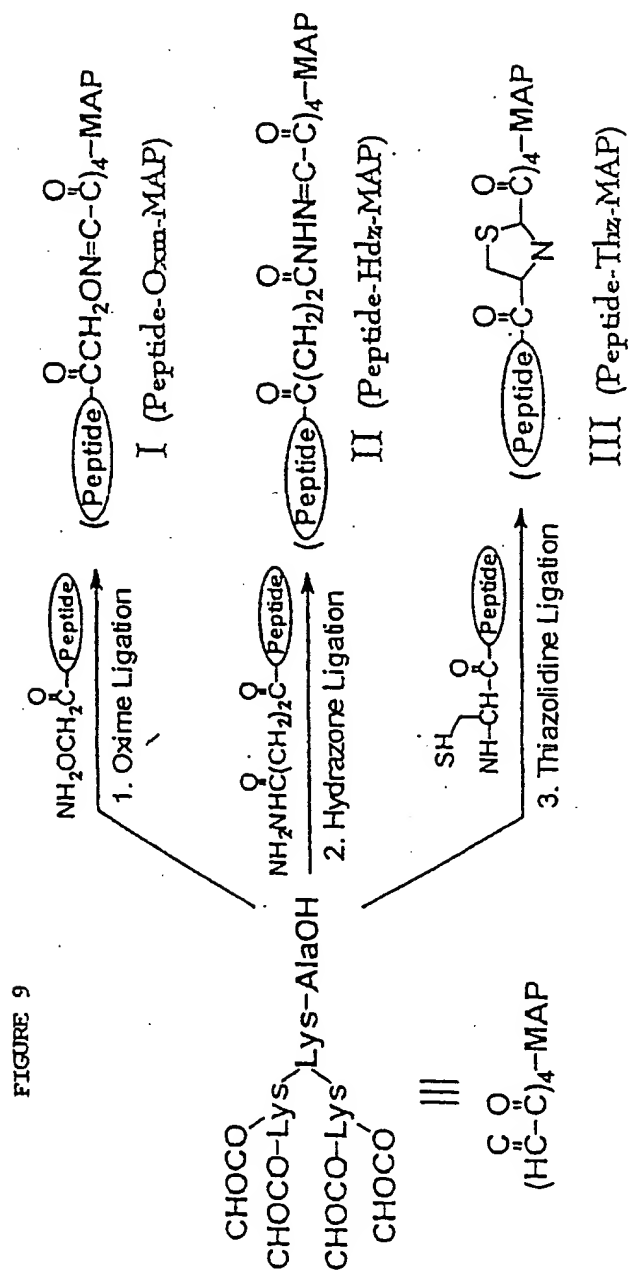 FIGURE 9
CHOCO
CHOCO–Lys
Lys–AlaOH
CHOCO–Lys
CHOCO
C O
(HC–C)₄–MAP
O
NH₂OCH₂C–Peptide
1. Oxime Ligation
O O
(Peptide–CCH₂ON=C-C)₄–MAP
I (Peptide-Oxm-MAP)
O O
NH₂NHC(CH₂)₂C–Peptide
2. Hydrazone Ligation
O O O
(Peptide–C(CH₂)₂CNHN=C-C)₄–MAP
II (Peptide-Hdz-MAP)
SH
O
NH–CH–C–Peptide
3. Thiazolidine Ligation
O S O
(Peptide–C N C)₄–MAP
III (Peptide-Thz-MAP)